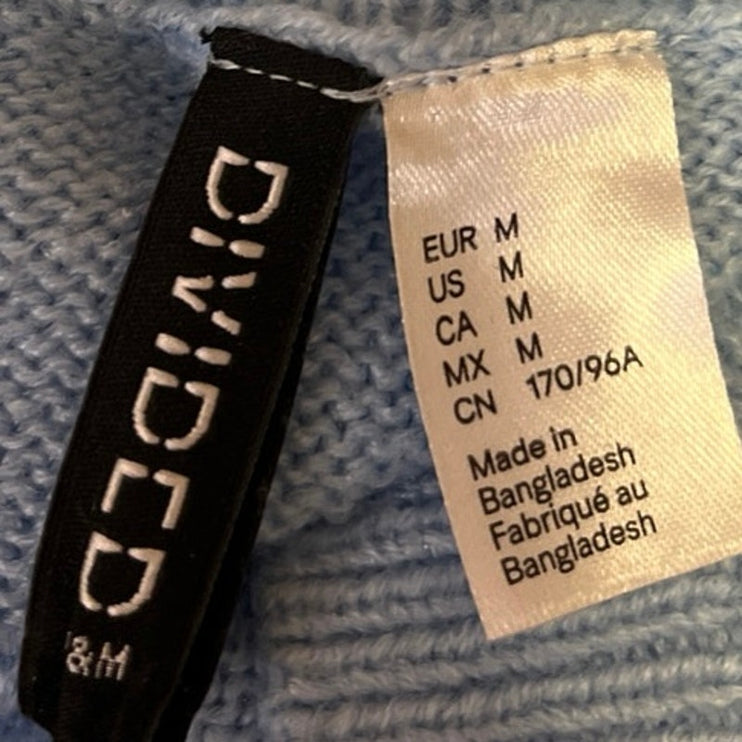 DIVIDED
&M
EUR M
US M
CA M
MX M
CN 170/96A
Made in
Bangladesh
Fabriqué au
Bangladesh